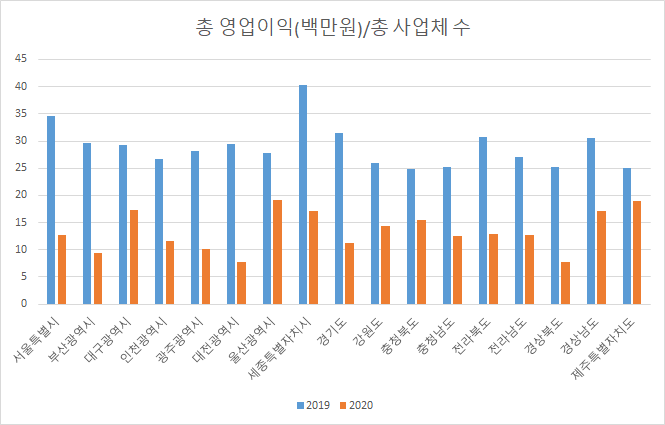 총 영업이익(백만원)/총 사업체 수
45
40
35
30
25
20
15
10
5
0
서울특별시
부산광역시
대구광역시
인천광역시
광주광역시
대전광역시
울산광역시
세종특별자치시
경기도
강원도
충청북도
충청남도
전라북도
전라남도
경상북도
경상남도
제주특별자치도
2019 2020